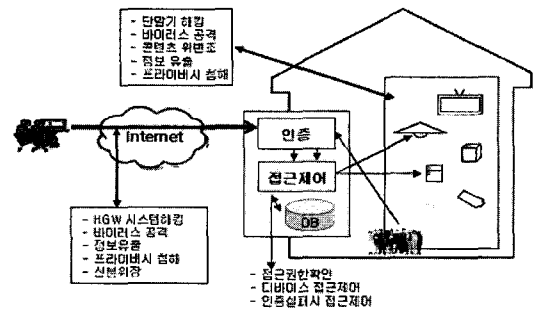 - 단말기 해킹
- 바이러스 공격
- 콘텐츠 위변조
- 정보 유출
- 프라이버시 침해
Internet
인증
접근제어
DB
- HGW 시스템해킹
- 바이러스 공격
- 정보유출
- 프라이버시 침해
- 신분위장
- 접근권한확인
- 디바이스 접근제어
- 인증실패시 접근제어